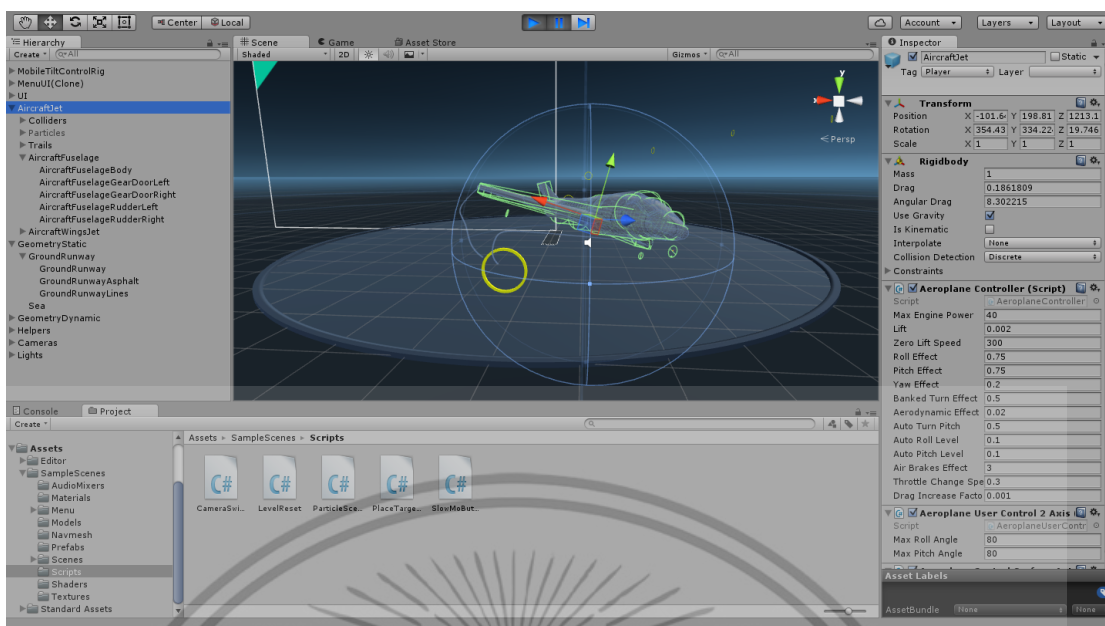 Center Local Account Layers Layout
Hierarchy Scene Game Asset Store Inspector
Create All Shaded 2D Gizmos All AircraftJet Static
Tag Player Layer
MobileTiltControlRig
MenuUI(Clone)
UI
AircraftJet
Colliders
Particles
Trails
AircraftFuselage
AircraftFuselageBody
AircraftFuselageGearDoorLeft
AircraftFuselageGearDoorRight
AircraftFuselageRudderLeft
AircraftFuselageRudderRight
AircraftWingsJet
GeometryStatic
GroundRunway
GroundRunway
GroundRunwayAsphalt
GroundRunwayLines
Sea
GeometryDynamic
Helpers
Cameras
Lights
y
x
Persp
Transform
Position X -101.64 Y 198.81 Z 1213.1
Rotation X 354.43 Y 334.22 Z 19.746
Scale X 1 Y 1 Z 1
Rigidbody
Mass 1
Drag 0.1861809
Angular Drag 8.302215
Use Gravity
Is Kinematic
Interpolate None
Collision Detection Discrete
Constraints
Aeroplane Controller (Script)
Script AeroplaneController
Max Engine Power 40
Lift 0.002
Zero Lift Speed 300
Roll Effect 0.75
Pitch Effect 0.75
Yaw Effect 0.2
Banked Turn Effect 0.5
Aerodynamic Effect 0.02
Auto Turn Pitch 0.5
Auto Roll Level 0.1
Auto Pitch Level 0.1
Air Brakes Effect 3
Throttle Change Spe 0.3
Drag Increase Facto 0.001
Aeroplane User Control 2 Axis
Script AeroplaneUserContr
Max Roll Angle 80
Max Pitch Angle 80
Asset Labels
AssetBundle None None
Console Project
Create
Assets
Editor
SampleScenes
AudioMixers
Materials
Menu
Models
Navmesh
Prefabs
Scenes
Scripts
Shaders
Textures
Standard Assets
Assets SampleScenes Scripts
C# C# C# C# C#
CameraSwi... LevelReset ParticleSce... PlaceTarge... SlowMoBut...